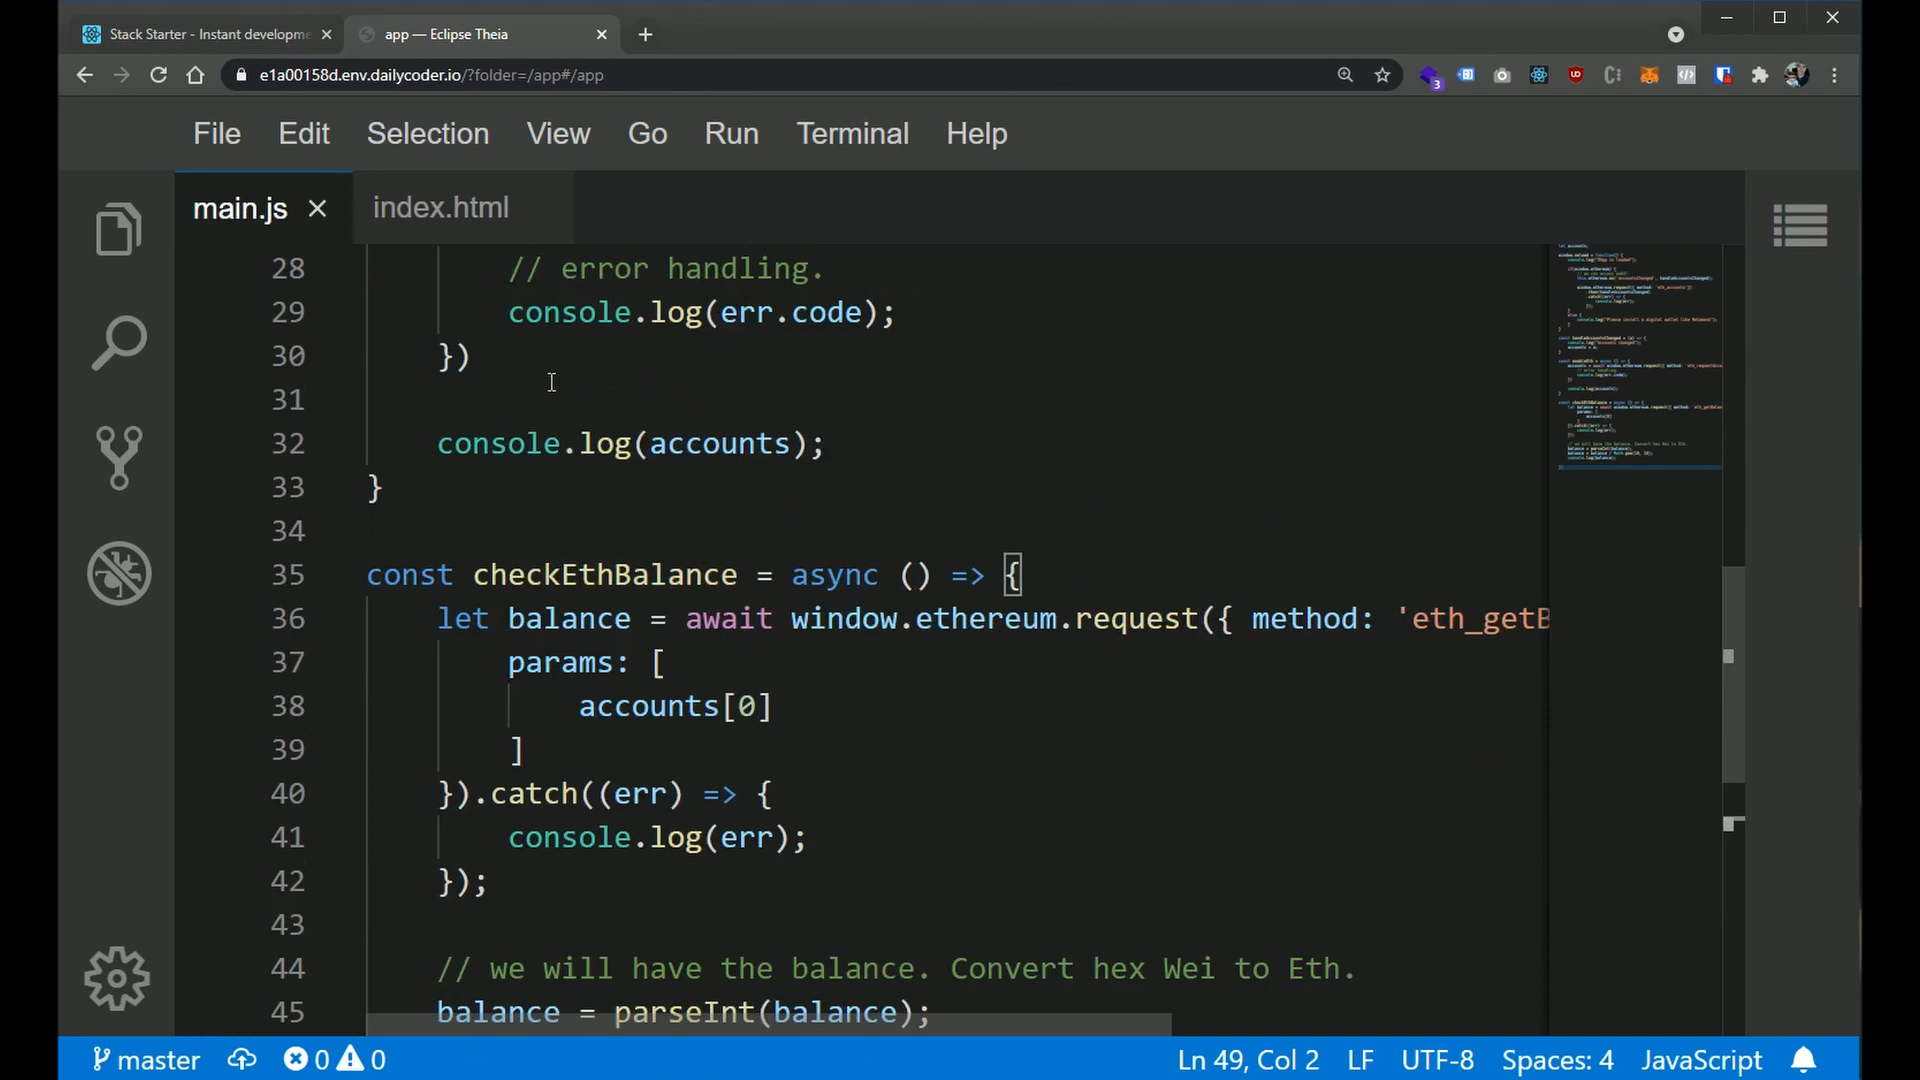 Stack Starter - Instant developme
app — Eclipse Theia
e1a00158d.env.dailycoder.io/?folder=/app#/app
3
File Edit Selection View Go Run Terminal Help
main.js index.html
28 // error handling.
29 console.log(err.code);
30 })
31
32 console.log(accounts);
33 }
34
35 const checkEthBalance = async () => {
36 let balance = await window.ethereum.request({ method: 'eth_getB
37 params: [
38 accounts[0]
39 ]
40 }).catch((err) => {
41 console.log(err);
42 });
43
44 // we will have the balance. Convert hex Wei to Eth.
45 balance = parseInt(balance);
master 0 0 Ln 49, Col 2 LF UTF-8 Spaces: 4 JavaScript